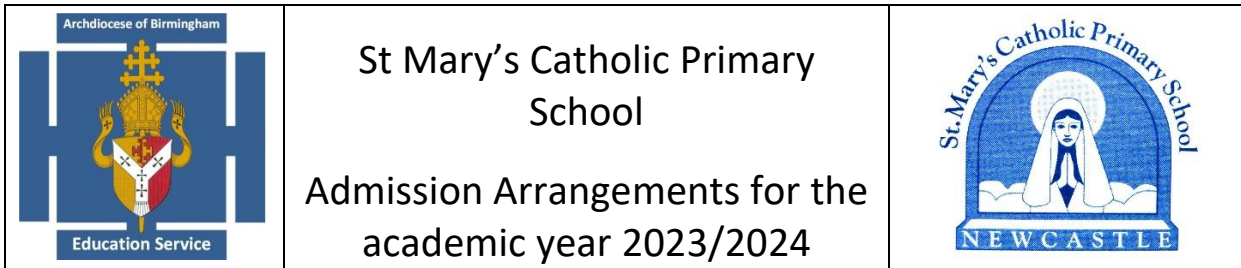 Archdiocese of Birmingham
Education Service
St Mary’s Catholic Primary
School
Admission Arrangements for the
academic year 2023/2024
St. Mary's Catholic Primary School
NEWCASTLE